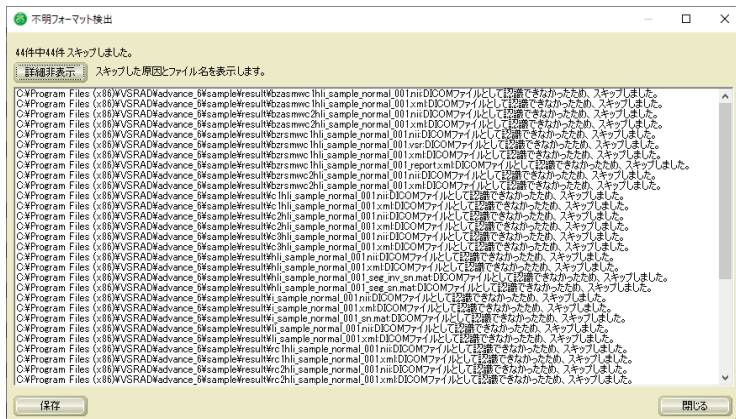 不明フォーマット検出
44件中44件 スキップしました。
詳細非表示 スキップした原因とファイル名を表示します。
C:¥Program Files (x86)¥VSRAD¥advance_6¥sample¥result¥bzasmwc1hli_sample_normal_001.nii:DICOMファイルとして認識できなかったため、スキップしました。
C:¥Program Files (x86)¥VSRAD¥advance_6¥sample¥result¥bzasmwc1hli_sample_normal_001.xml:DICOMファイルとして認識できなかったため、スキップしました。
C:¥Program Files (x86)¥VSRAD¥advance_6¥sample¥result¥bzasmwc2hli_sample_normal_001.nii:DICOMファイルとして認識できなかったため、スキップしました。
C:¥Program Files (x86)¥VSRAD¥advance_6¥sample¥result¥bzasmwc2hli_sample_normal_001.xml:DICOMファイルとして認識できなかったため、スキップしました。
C:¥Program Files (x86)¥VSRAD¥advance_6¥sample¥result¥bzrsmwc1hli_sample_normal_001.nii:DICOMファイルとして認識できなかったため、スキップしました。
C:¥Program Files (x86)¥VSRAD¥advance_6¥sample¥result¥bzrsmwc1hli_sample_normal_001.vsr:DICOMファイルとして認識できなかったため、スキップしました。
C:¥Program Files (x86)¥VSRAD¥advance_6¥sample¥result¥bzrsmwc1hli_sample_normal_001.xml:DICOMファイルとして認識できなかったため、スキップしました。
C:¥Program Files (x86)¥VSRAD¥advance_6¥sample¥result¥bzrsmwc1hli_sample_normal_001_report.xml:DICOMファイルとして認識できなかったため、スキップしました。
C:¥Program Files (x86)¥VSRAD¥advance_6¥sample¥result¥bzrsmwc2hli_sample_normal_001.nii:DICOMファイルとして認識できなかったため、スキップしました。
C:¥Program Files (x86)¥VSRAD¥advance_6¥sample¥result¥bzrsmwc2hli_sample_normal_001.xml:DICOMファイルとして認識できなかったため、スキップしました。
C:¥Program Files (x86)¥VSRAD¥advance_6¥sample¥result¥c1hli_sample_normal_001.nii:DICOMファイルとして認識できなかったため、スキップしました。
C:¥Program Files (x86)¥VSRAD¥advance_6¥sample¥result¥c1hli_sample_normal_001.xml:DICOMファイルとして認識できなかったため、スキップしました。
C:¥Program Files (x86)¥VSRAD¥advance_6¥sample¥result¥c2hli_sample_normal_001.nii:DICOMファイルとして認識できなかったため、スキップしました。
C:¥Program Files (x86)¥VSRAD¥advance_6¥sample¥result¥c2hli_sample_normal_001.xml:DICOMファイルとして認識できなかったため、スキップしました。
C:¥Program Files (x86)¥VSRAD¥advance_6¥sample¥result¥c3hli_sample_normal_001.nii:DICOMファイルとして認識できなかったため、スキップしました。
C:¥Program Files (x86)¥VSRAD¥advance_6¥sample¥result¥c3hli_sample_normal_001.xml:DICOMファイルとして認識できなかったため、スキップしました。
C:¥Program Files (x86)¥VSRAD¥advance_6¥sample¥result¥hli_sample_normal_001.nii:DICOMファイルとして認識できなかったため、スキップしました。
C:¥Program Files (x86)¥VSRAD¥advance_6¥sample¥result¥hli_sample_normal_001.xml:DICOMファイルとして認識できなかったため、スキップしました。
C:¥Program Files (x86)¥VSRAD¥advance_6¥sample¥result¥hli_sample_normal_001_seg_inv_sn.mat:DICOMファイルとして認識できなかったため、スキップしました。
C:¥Program Files (x86)¥VSRAD¥advance_6¥sample¥result¥hli_sample_normal_001_seg_sn.mat:DICOMファイルとして認識できなかったため、スキップしました。
C:¥Program Files (x86)¥VSRAD¥advance_6¥sample¥result¥i_sample_normal_001.nii:DICOMファイルとして認識できなかったため、スキップしました。
C:¥Program Files (x86)¥VSRAD¥advance_6¥sample¥result¥i_sample_normal_001.xml:DICOMファイルとして認識できなかったため、スキップしました。
C:¥Program Files (x86)¥VSRAD¥advance_6¥sample¥result¥i_sample_normal_001_sn.mat:DICOMファイルとして認識できなかったため、スキップしました。
C:¥Program Files (x86)¥VSRAD¥advance_6¥sample¥result¥li_sample_normal_001.nii:DICOMファイルとして認識できなかったため、スキップしました。
C:¥Program Files (x86)¥VSRAD¥advance_6¥sample¥result¥li_sample_normal_001.xml:DICOMファイルとして認識できなかったため、スキップしました。
C:¥Program Files (x86)¥VSRAD¥advance_6¥sample¥result¥rc1hli_sample_normal_001.nii:DICOMファイルとして認識できなかったため、スキップしました。
C:¥Program Files (x86)¥VSRAD¥advance_6¥sample¥result¥rc1hli_sample_normal_001.xml:DICOMファイルとして認識できなかったため、スキップしました。
C:¥Program Files (x86)¥VSRAD¥advance_6¥sample¥result¥rc2hli_sample_normal_001.nii:DICOMファイルとして認識できなかったため、スキップしました。
C:¥Program Files (x86)¥VSRAD¥advance_6¥sample¥result¥rc2hli_sample_normal_001.xml:DICOMファイルとして認識できなかったため、スキップしました。
保存 閉じる